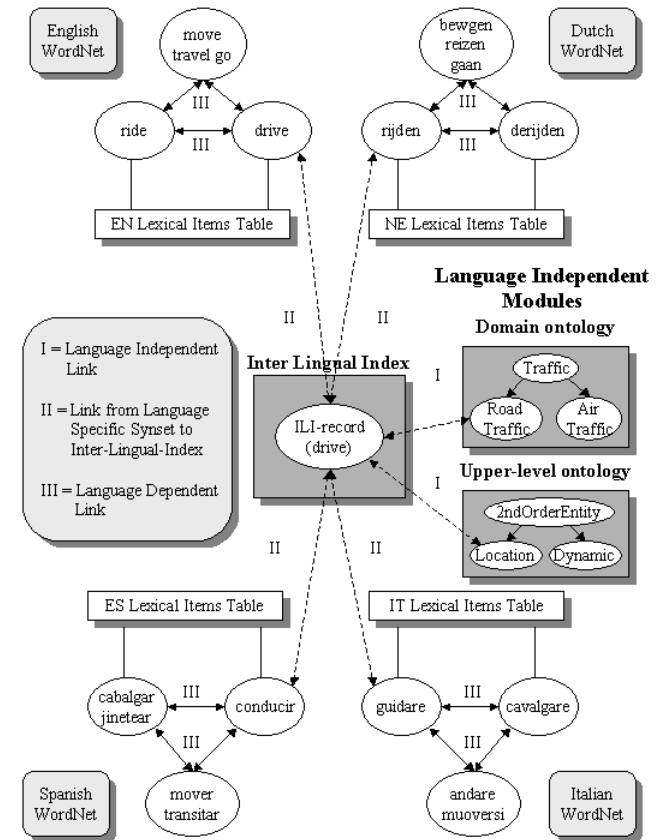 English
WordNet
move
travel go
III
ride
III
drive
EN Lexical Items Table
bewgen
reizen
gaan
Dutch
WordNet
III
rijden
III
derijden
NE Lexical Items Table
II
II
Language Independent
Modules
Domain ontology
I = Language Independent
Link
II = Link from Language
Specific Synset to
Inter-Lingual-Index
III = Language Dependent
Link
Inter Lingual Index
ILI-record
(drive)
I
Traffic
Road
Traffic
Air
Traffic
Upper-level ontology
I
2ndOrderEntity
Location
Dynamic
II
II
ES Lexical Items Table
cabalgar
jinetear
III
conducir
III
mover
transitar
Spanish
WordNet
IT Lexical Items Table
guidare
III
cavalgare
III
andare
muoversi
Italian
WordNet